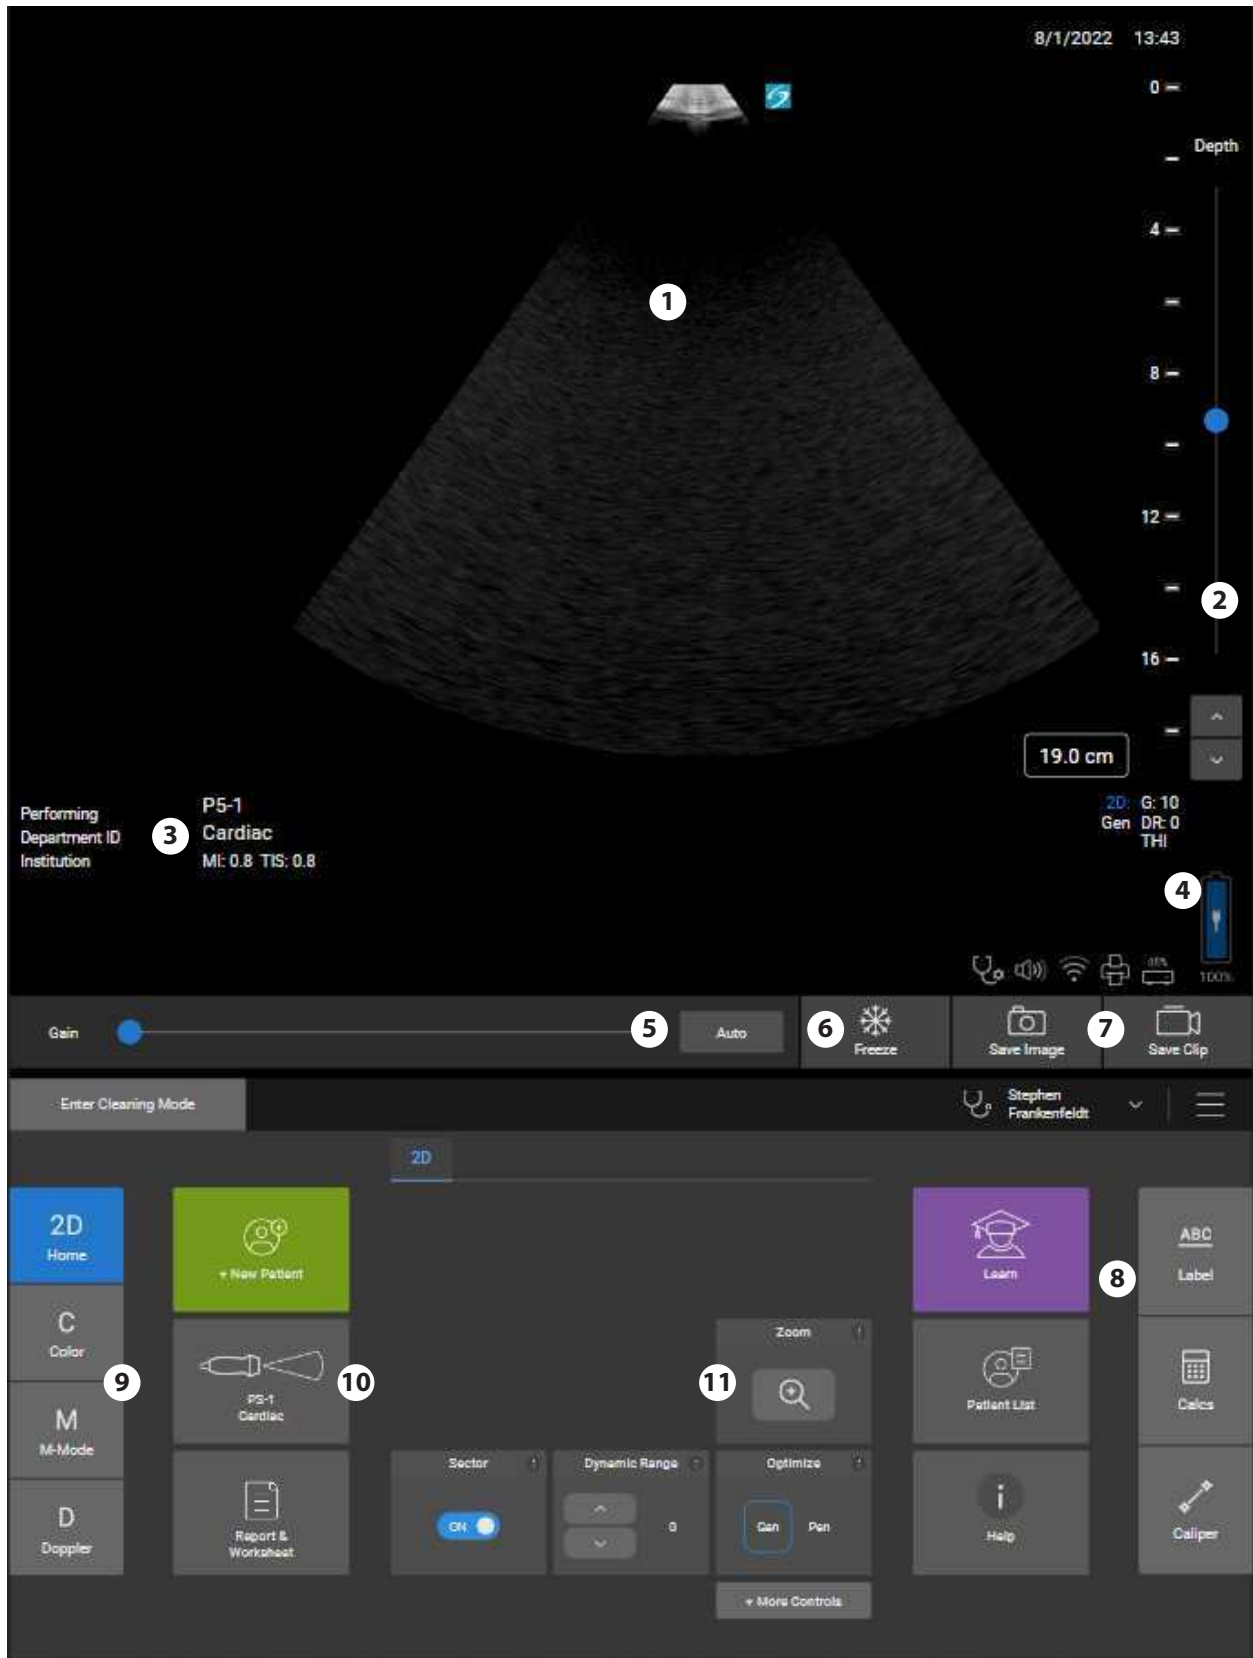 8/1/2022 13:43
0
Depth
4
1
8
12
2
16
19.0 cm
Performing
Department ID
Institution
3
P5-1
Cardiac
MI: 0.8 TIS: 0.8
2D: G: 10
Gen DR: 0
THI
4
100%
Gain
5
Auto
6
Freeze
Save Image
7
Save Clip
Enter Cleaning Mode
Stephen
Frankenfeldt
2D
2D
Home
C
Color
9
M
M-Mode
D
Doppler
+ New Patient
P5-1
Cardiac
10
Report &
Worksheet
Zoom
11
Sector
ON
Dynamic Range
0
Optimize
Gen Pen
+ More Controls
Learn
8
Patient List
i
Help
ABC
Label
Calcs
Caliper